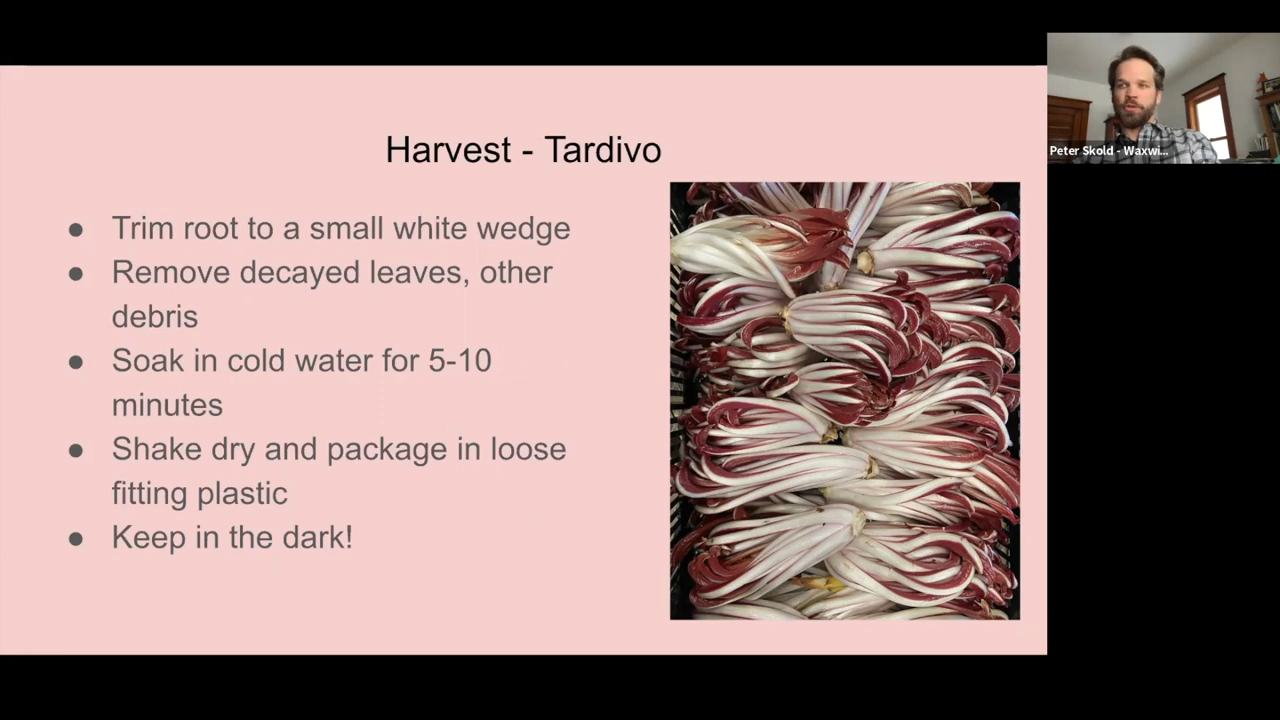 Harvest - Tardivo
● Trim root to a small white wedge
● Remove decayed leaves, other
debris
● Soak in cold water for 5-10
minutes
● Shake dry and package in loose
fitting plastic
● Keep in the dark!
Peter Skold - Waxwi...